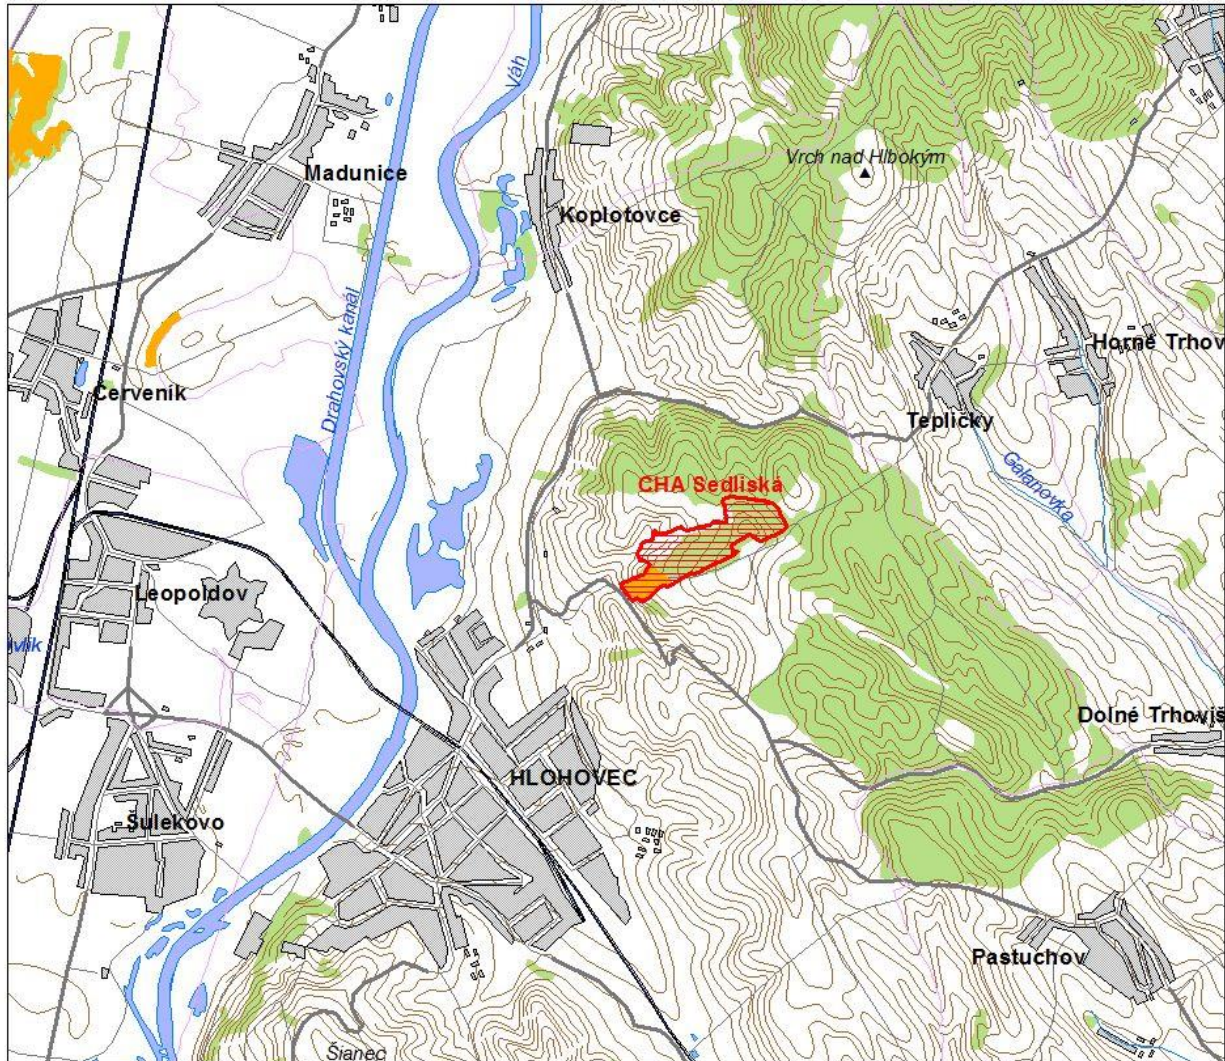 Váh
Vrch nad Hlbokým
Madunice
Koplotovce
Drahovský kanál
Horné Trhov
Červeník
Tepličky
Galanovka
CHA Sedliská
Leopoldov
Dolné Trhoviš
HLOHOVEC
Šulekovo
Pastuchov
Šianec